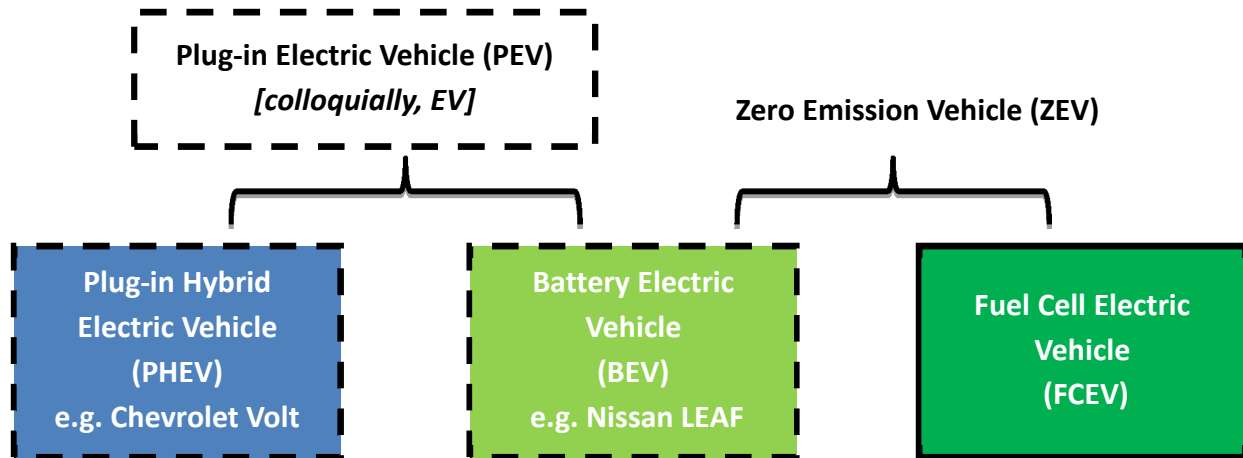 Plug-in Electric Vehicle (PEV)
[colloquially, EV]
Zero Emission Vehicle (ZEV)
Plug-in Hybrid
Electric Vehicle
(PHEV)
e.g. Chevrolet Volt
Battery Electric
Vehicle
(BEV)
e.g. Nissan LEAF
Fuel Cell Electric
Vehicle
(FCEV)